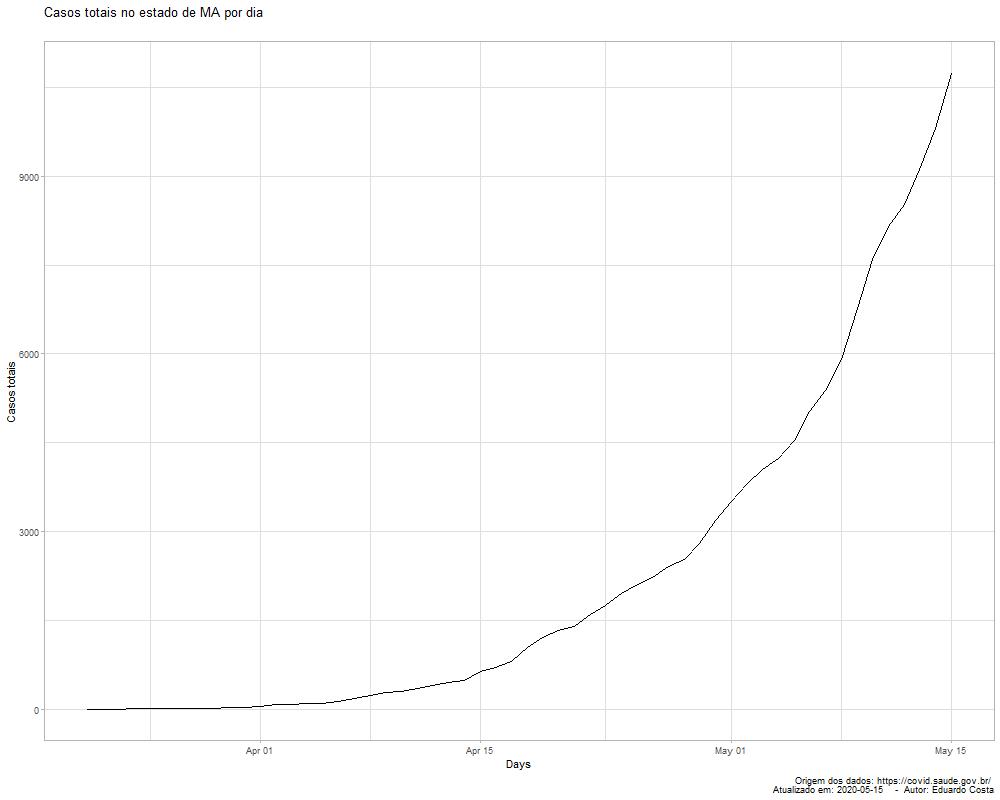 Casos totais no estado de MA por dia
9000
6000
3000
0
Casos totais
Apr 01
Apr 15
May 01
May 15
Days
Origem dos dados: https://covid.saude.gov.br/
Atualizado em: 2020-05-15 - Autor: Eduardo Costa